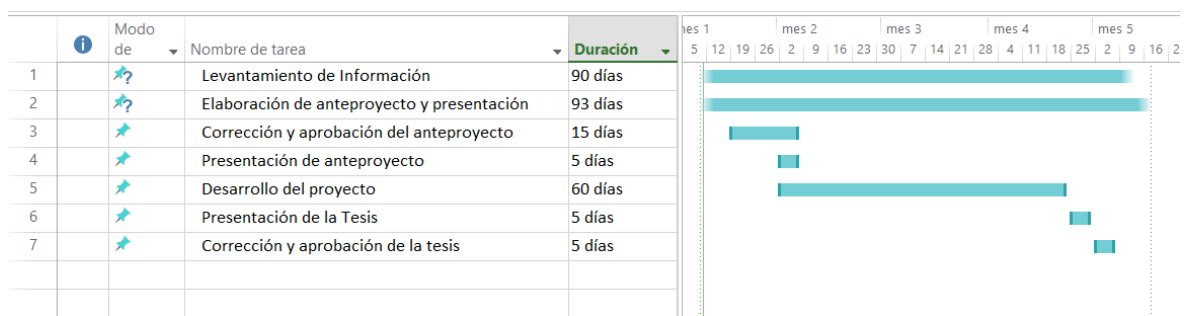 Modo de
Nombre de tarea
Duración
mes 1
mes 2
mes 3
mes 4
mes 5
5 12 19 26 2 9 16 23 30 7 14 21 28 4 11 18 25 2 9 16 2
1 Levantamiento de Información 90 días
2 Elaboración de anteproyecto y presentación 93 días
3 Corrección y aprobación del anteproyecto 15 días
4 Presentación de anteproyecto 5 días
5 Desarrollo del proyecto 60 días
6 Presentación de la Tesis 5 días
7 Corrección y aprobación de la tesis 5 días